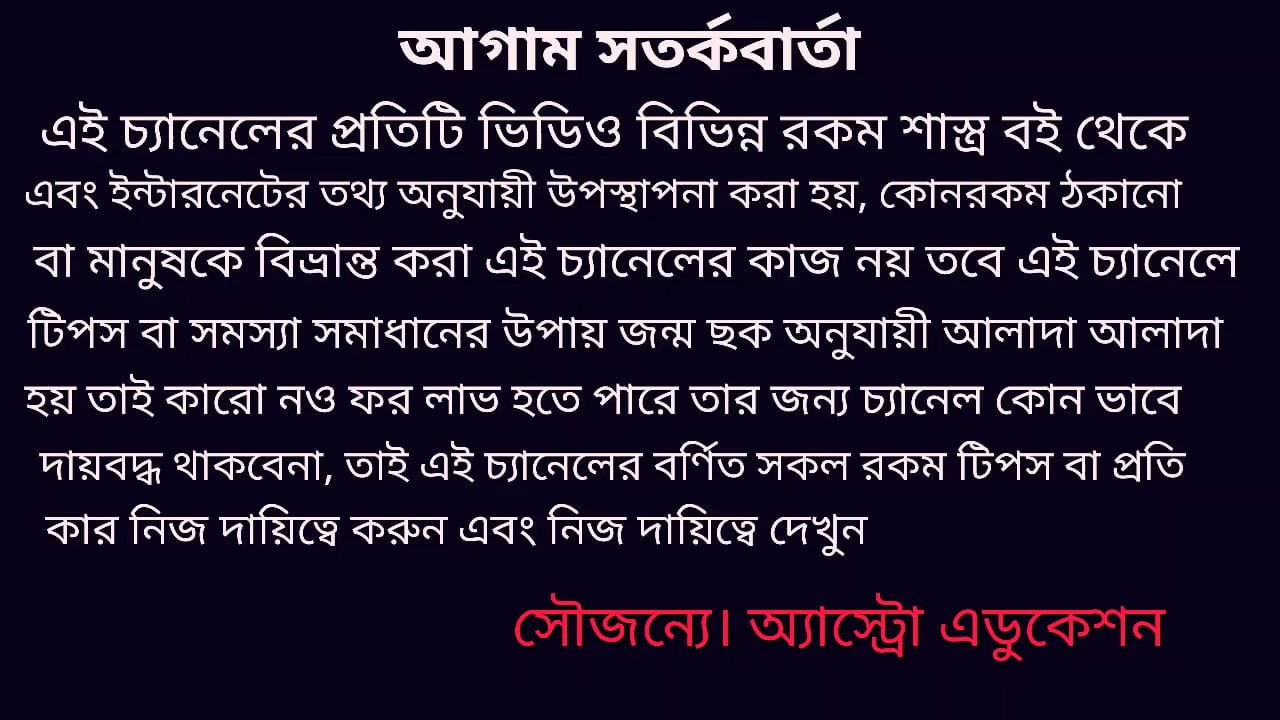 আগাম সতর্কবার্তা
এই চ্যানেলের প্রতিটি ভিডিও বিভিন্ন রকম শাস্ত্র বই থেকে
এবং ইন্টারনেটের তথ্য অনুযায়ী উপস্থাপনা করা হয়, কোনরকম ঠকানো
বা মানুষকে বিভ্রান্ত করা এই চ্যানেলের কাজ নয় তবে এই চ্যানেলে
টিপস বা সমস্যা সমাধানের উপায় জন্ম ছক অনুযায়ী আলাদা আলাদা
হয় তাই কারো নও ফর লাভ হতে পারে তার জন্য চ্যানেল কোন ভাবে
দায়বদ্ধ থাকবেনা, তাই এই চ্যানেলের বর্ণিত সকল রকম টিপস বা প্রতি
কার নিজ দায়িত্বে করুন এবং নিজ দায়িত্বে দেখুন
সৌজন্যে। অ্যাস্ট্রো এডুকেশন